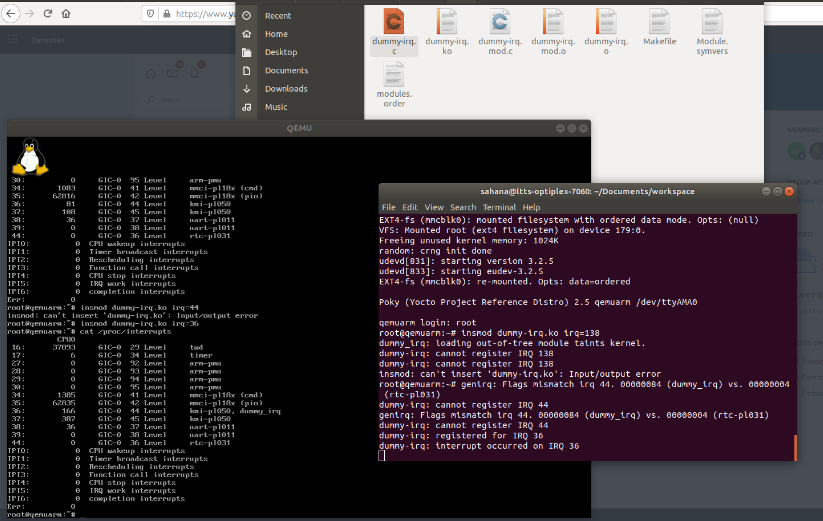 https://www.ya
Recent
Home
Desktop
Documents
Downloads
Music
dummy-irq.
c
dummy-irq.
ko
dummy-irq.
mod.c
dummy-irq.
mod.o
dummy-irq.
o
Makefile
Module.
symvers
modules.
order
QEMU
30: 0 GIC-0 95 Level arm-pmu
34: 1083 GIC-0 41 Level mmci-pl18x (cmd)
35: 62816 GIC-0 42 Level mmci-pl18x (pio)
36: 81 GIC-0 44 Level kmi-pl050
37: 108 GIC-0 45 Level kmi-pl050
38: 36 GIC-0 37 Level uart-pl011
39: 0 GIC-0 38 Level uart-pl011
44: 0 GIC-0 36 Level rtc-pl031
IPI0: 0 CPU wakeup interrupts
IPI1: 0 Timer broadcast interrupts
IPI2: 0 Rescheduling interrupts
IPI3: 0 Function call interrupts
IPI4: 0 CPU stop interrupts
IPI5: 0 IRQ work interrupts
IPI6: 0 completion interrupts
Err: 0
root@qemuarm:~# insmod dummy-irq.ko irq=44
insmod: can't insert 'dummy-irq.ko': Input/output error
root@qemuarm:~# insmod dummy-irq.ko irq=36
root@qemuarm:~# cat /proc/interrupts
CPU0
16: 37893 GIC-0 29 Level twd
17: 6 GIC-0 34 Level timer
27: 0 GIC-0 92 Level arm-pmu
28: 0 GIC-0 93 Level arm-pmu
29: 0 GIC-0 94 Level arm-pmu
30: 0 GIC-0 95 Level arm-pmu
34: 1385 GIC-0 41 Level mmci-pl18x (cmd)
35: 62835 GIC-0 42 Level mmci-pl18x (pio)
36: 166 GIC-0 44 Level kmi-pl050, dummy_irq
37: 387 GIC-0 45 Level kmi-pl050
38: 36 GIC-0 37 Level uart-pl011
39: 0 GIC-0 38 Level uart-pl011
44: 0 GIC-0 36 Level rtc-pl031
IPI0: 0 CPU wakeup interrupts
IPI1: 0 Timer broadcast interrupts
IPI2: 0 Rescheduling interrupts
IPI3: 0 Function call interrupts
IPI4: 0 CPU stop interrupts
IPI5: 0 IRQ work interrupts
IPI6: 0 completion interrupts
Err: 0
root@qemuarm:~#
sahana@ltts-optiplex-7060: ~/Documents/workspace
File Edit View Search Terminal Help
EXT4-fs (mmcblk0): mounted filesystem with ordered data mode. Opts: (null)
VFS: Mounted root (ext4 filesystem) on device 179:0.
Freeing unused kernel memory: 1024K
random: crng init done
udevd[831]: starting version 3.2.5
udevd[833]: starting eudev-3.2.5
EXT4-fs (mmcblk0): re-mounted. Opts: data=ordered
Poky (Yocto Project Reference Distro) 2.5 qemuarm /dev/ttyAMA0
qemuarm login: root
root@qemuarm:~# insmod dummy-irq.ko irq=138
dummy_irq: loading out-of-tree module taints kernel.
dummy-irq: cannot register IRQ 138
dummy-irq: cannot register IRQ 138
insmod: can't insert 'dummy-irq.ko': Input/output error
root@qemuarm:~# genirq: Flags mismatch irq 44. 00000084 (dummy_irq) vs. 00000004
(rtc-pl031)
dummy-irq: cannot register IRQ 44
genirq: Flags mismatch irq 44. 00000084 (dummy_irq) vs. 00000004 (rtc-pl031)
dummy-irq: cannot register IRQ 44
dummy-irq: registered for IRQ 36
dummy-irq: interrupt occurred on IRQ 36